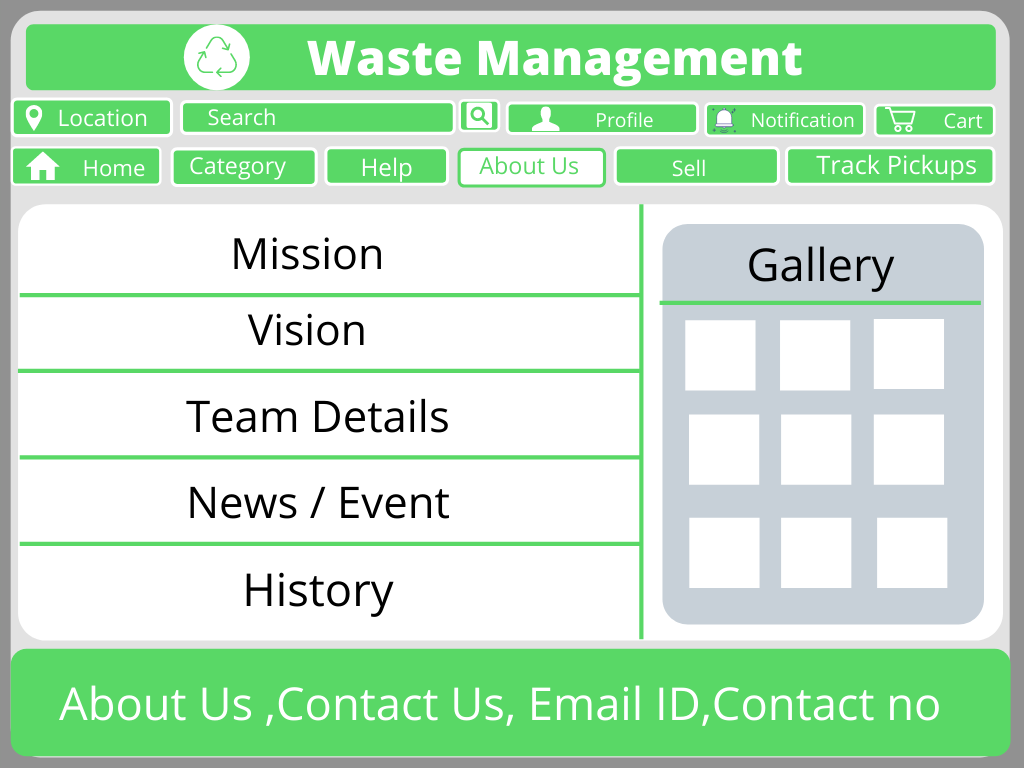 Waste Management
Location
Search
Profile
Notification
Cart
Home
Category
Help
About Us
Sell
Track Pickups
Mission
Vision
Team Details
News / Event
History
Gallery
About Us ,Contact Us, Email ID,Contact no